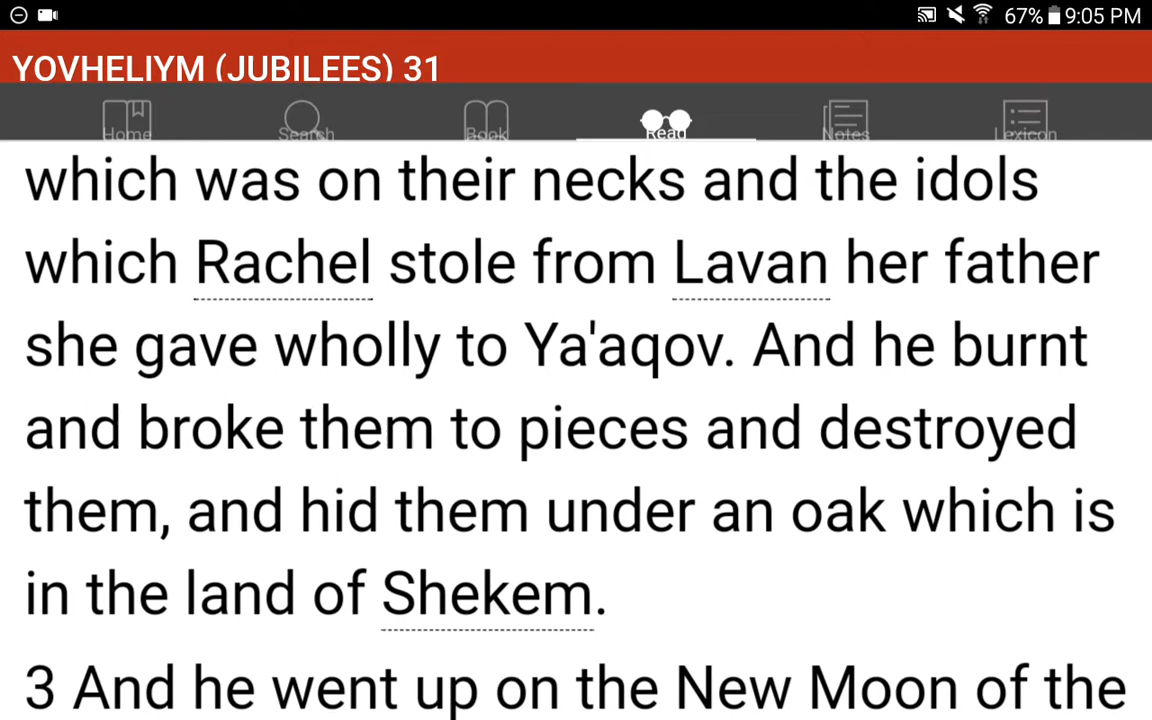 67% 9:05 PM
YOVHELIYM (JUBILEES) 31
Home Search Book Read Notes Lexicon
which was on their necks and the idols
which Rachel stole from Lavan her father
she gave wholly to Ya'aqov. And he burnt
and broke them to pieces and destroyed
them, and hid them under an oak which is
in the land of Shekem.
3 And he went up on the New Moon of the